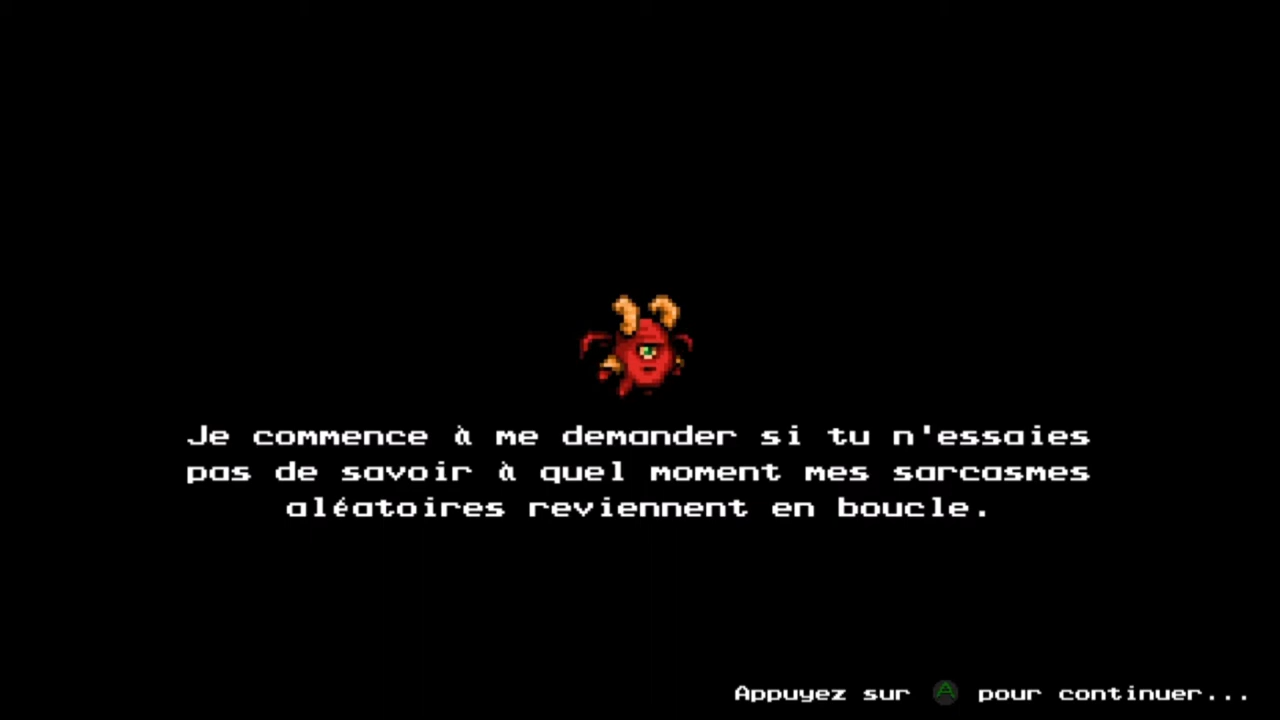 Je commence à me demander si tu n'essaies
pas de savoir à quel moment mes sarcasmes
aléatoires reviennent en boucle.
Appuyez sur A pour continuer...